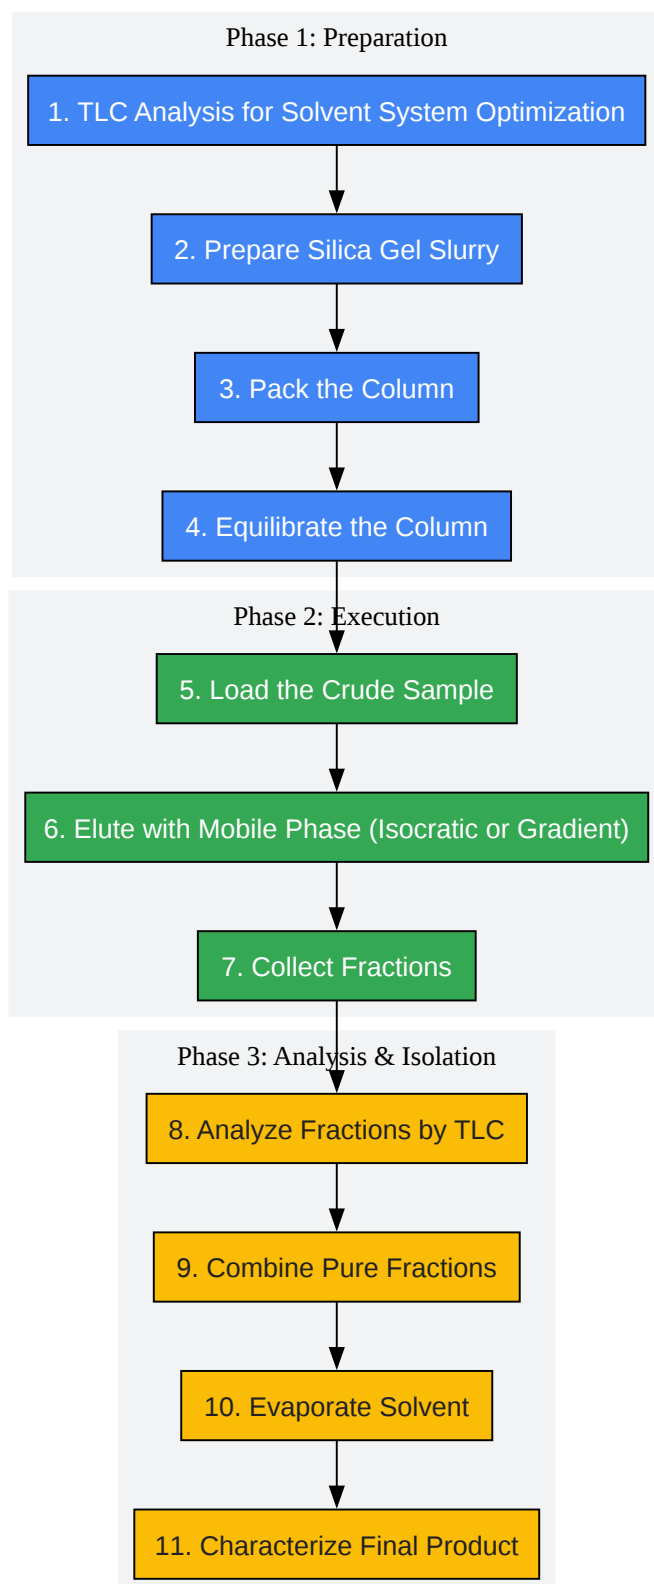 Phase 1: Preparation
1. TLC Analysis for Solvent System Optimization
2. Prepare Silica Gel Slurry
3. Pack the Column
4. Equilibrate the Column
Phase 2: Execution
5. Load the Crude Sample
6. Elute with Mobile Phase (Isocratic or Gradient)
7. Collect Fractions
Phase 3: Analysis & Isolation
8. Analyze Fractions by TLC
9. Combine Pure Fractions
10. Evaporate Solvent
11. Characterize Final Product